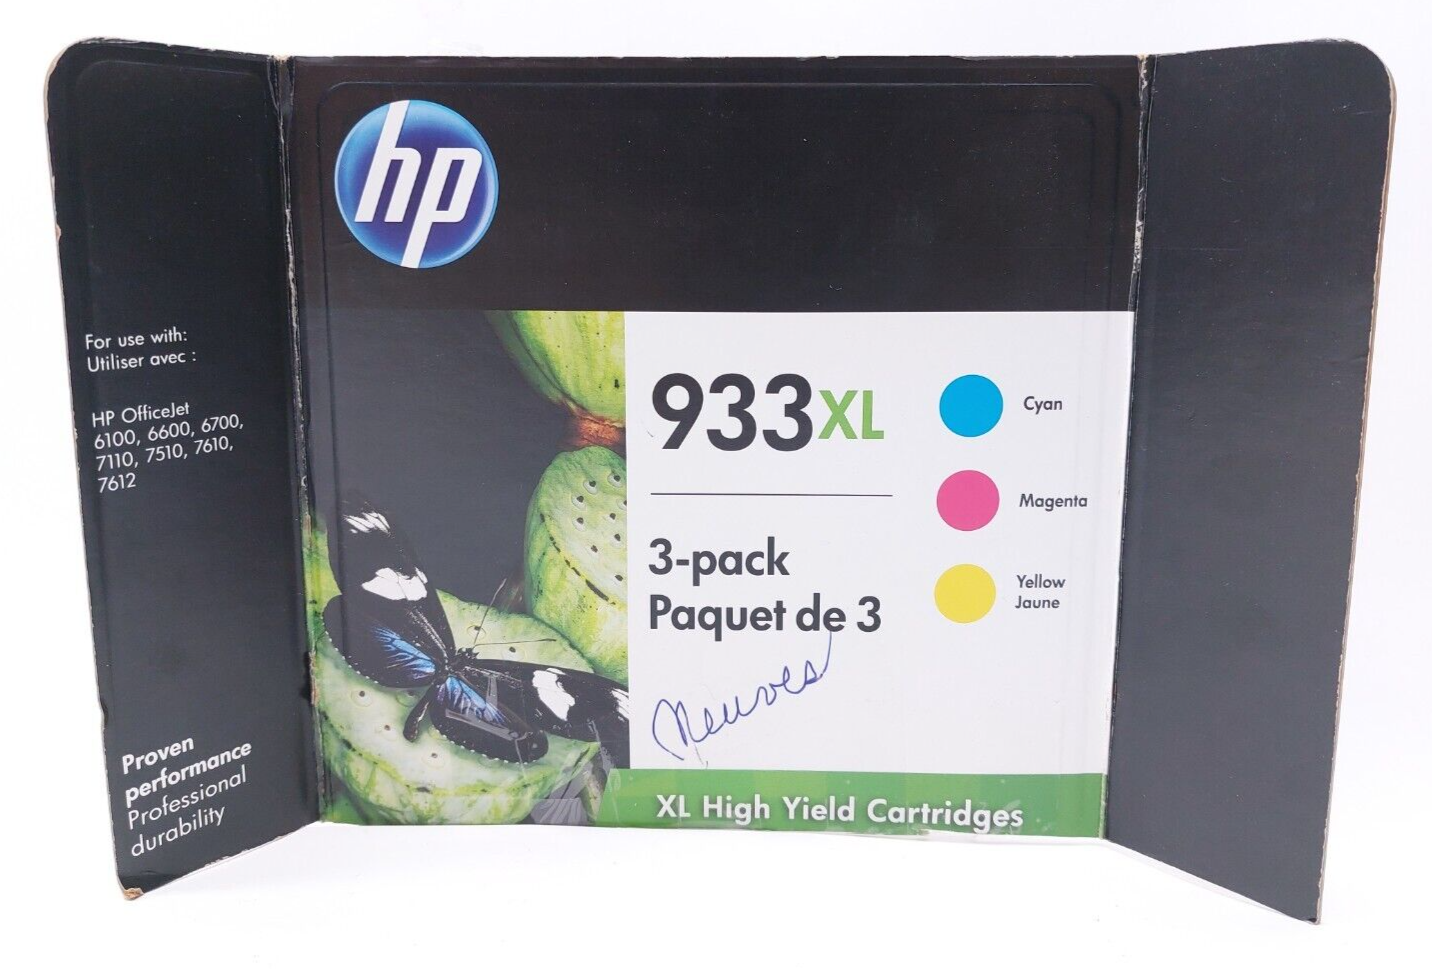 hp
For use with:
Utiliser avec :
HP OfficeJet
6100, 6600, 6700,
7110, 7510, 7610,
7612
Proven
performance
Professional
durability
933XL
3-pack
Paquet de 3
Neuves
Cyan
Magenta
Yellow
Jaune
XL High Yield Cartridges